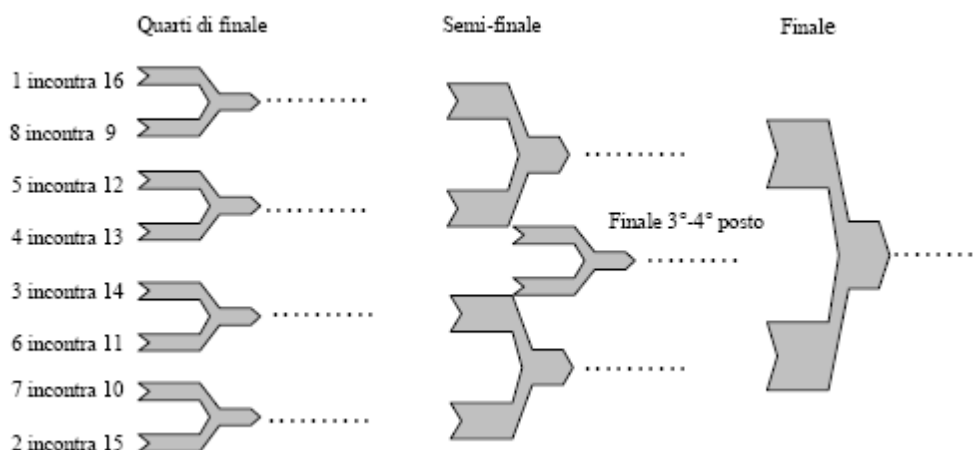 Quarti di finale
Semi-finale
Finale
1 incontra 16
8 incontra 9
5 incontra 12
4 incontra 13
Finale 3°-4° posto
3 incontra 14
6 incontra 11
7 incontra 10
2 incontra 15